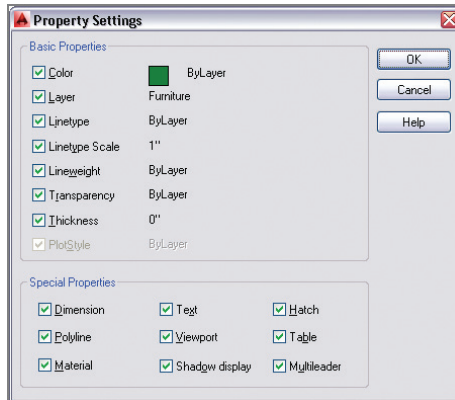 Property Settings
Basic Properties
Color ByLayer
Layer Furniture
Linetype ByLayer
Linetype Scale 1"
Lineweight ByLayer
Transparency ByLayer
Thickness 0"
PlotStyle ByLayer
OK
Cancel
Help
Special Properties
Dimension Text Hatch
Polyline Viewport Table
Material Shadow display Multileader